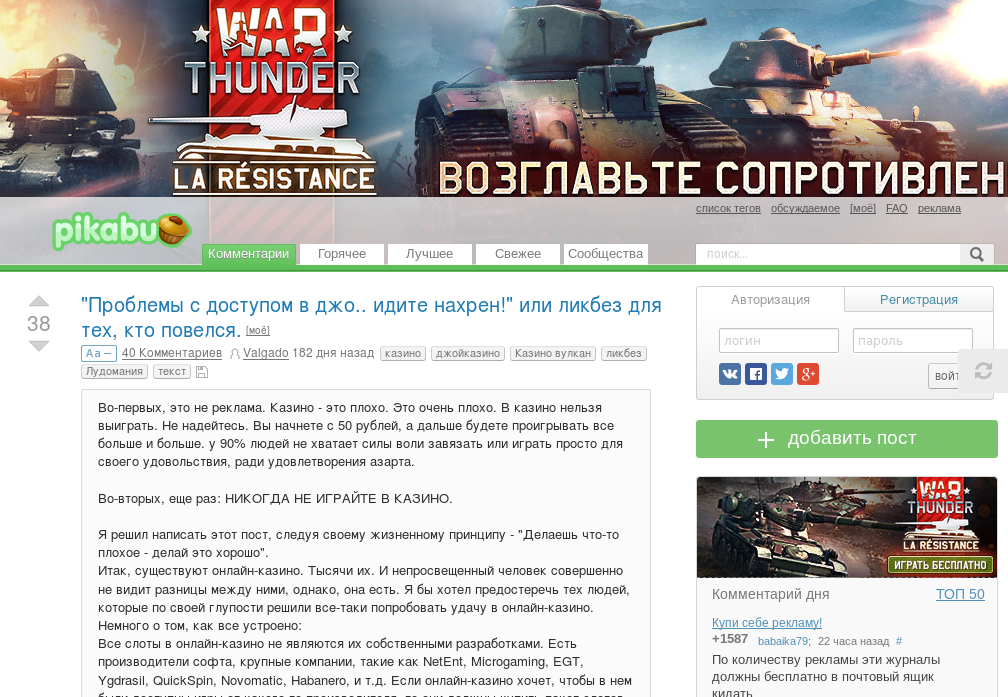 WAR
THUNDER
LA RÉSISTANCE
ВОЗГЛАВЬТЕ СОПРОТИВЛЕН
список тегов обсуждаемое [моё] FAQ реклама
pikabu
Комментарии Горячее Лучшее Свежее Сообщества
поиск...
38
"Проблемы с доступом в джо.. идите нахрен!" или ликбез для
тех, кто повелся. [моё]
Aa – 40 Комментариев Valgado 182 дня назад казино джойказино Казино вулкан ликбез
Лудомания текст
Во-первых, это не реклама. Казино - это плохо. Это очень плохо. В казино нельзя
выиграть. Не надейтесь. Вы начнете с 50 рублей, а дальше будете проигрывать все
больше и больше. у 90% людей не хватает силы воли завязать или играть просто для
своего удовольствия, ради удовлетворения азарта.
Во-вторых, еще раз: НИКОГДА НЕ ИГРАЙТЕ В КАЗИНО.
Я решил написать этот пост, следуя своему жизненному принципу - "Делаешь что-то
плохое - делай это хорошо".
Итак, существуют онлайн-казино. Тысячи их. И непросвещенный человек совершенно
не видит разницы между ними, однако, она есть. Я бы хотел предостеречь тех людей,
которые по своей глупости решили все-таки попробовать удачу в онлайн-казино.
Немного о том, как все устроено:
Все слоты в онлайн-казино не являются их собственными разработками. Есть
производители софта, крупные компании, такие как NetEnt, Microgaming, EGT,
Ygdrasil, QuickSpin, Novomatic, Habanero, и т.д. Если онлайн-казино хочет, чтобы в нем
Авторизация Регистрация
логин пароль
войт
добавить пост
WAR
THUNDER
LA RÉSISTANCE
ИГРАТЬ БЕСПЛАТНО
Комментарий дня ТОП 50
Купи себе рекламу!
+1587 babaika79; 22 часа назад #
По количеству рекламы эти журналы
должны бесплатно в почтовый ящик
кидать